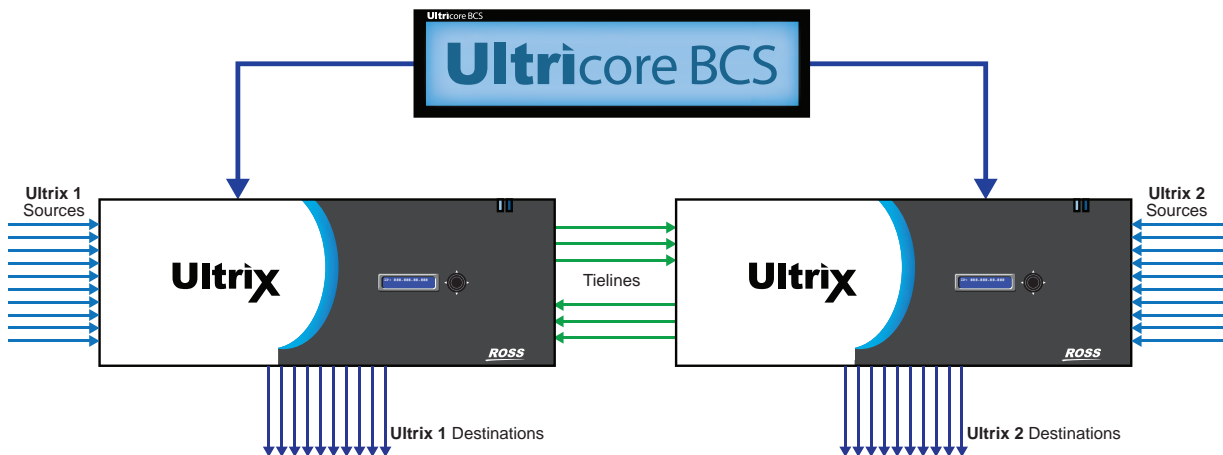 Ultricore BCS
Ultricore BCS
Ultrix 1
Sources
Ultrix 2
Sources
Ultrix
Tielines
Ultrix
ROSS
ROSS
Ultrix 1 Destinations
Ultrix 2 Destinations